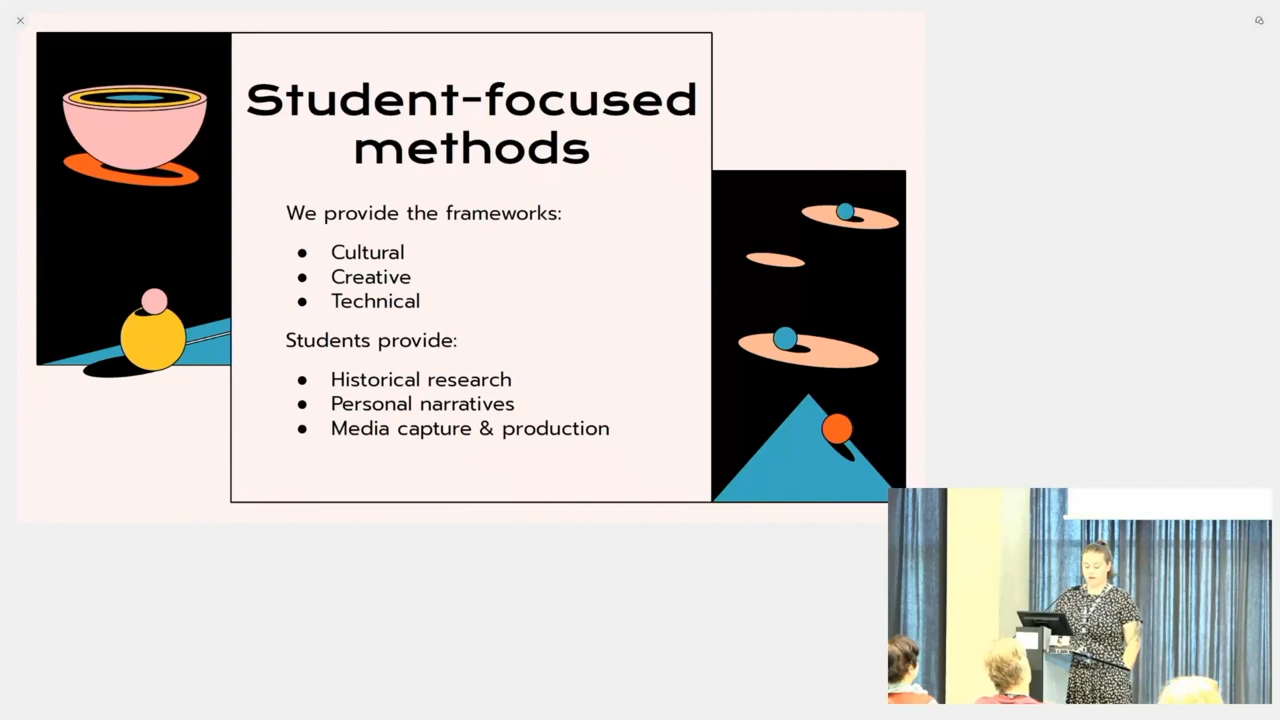 Student-focused
methods
We provide the frameworks:
● Cultural
● Creative
● Technical
Students provide:
● Historical research
● Personal narratives
● Media capture & production